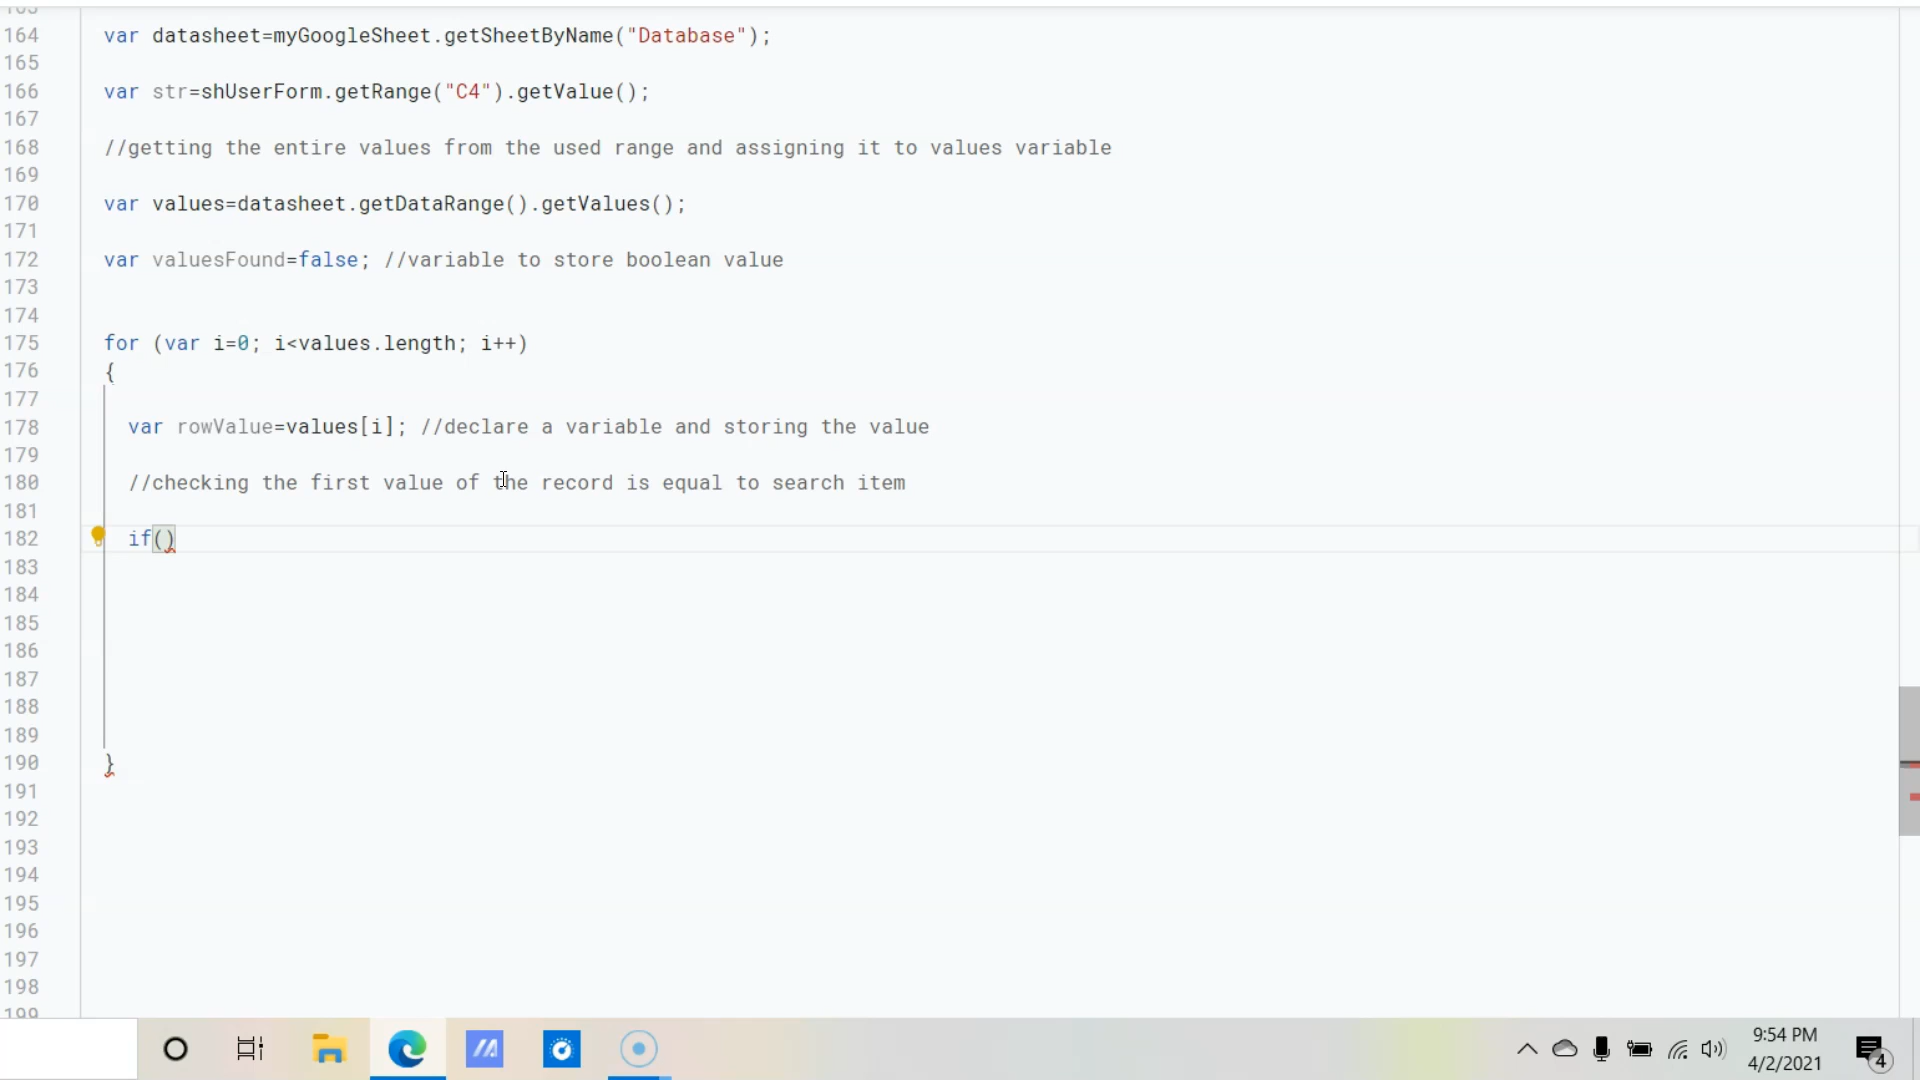 164 var datasheet=myGoogleSheet.getSheetByName("Database");
165
166 var str=shUserForm.getRange("C4").getValue();
167
168 //getting the entire values from the used range and assigning it to values variable
169
170 var values=datasheet.getDataRange().getValues();
171
172 var valuesFound=false; //variable to store boolean value
173
174
175 for (var i=0; i<values.length; i++)
176 {
177
178 var rowValue=values[i]; //declare a variable and storing the value
179
180 //checking the first value of the record is equal to search item
181
182 if()
183
184
185
186
187
188
189
190 }
191
192
193
194
195
196
197
198
199
9:54 PM
4/2/2021
4